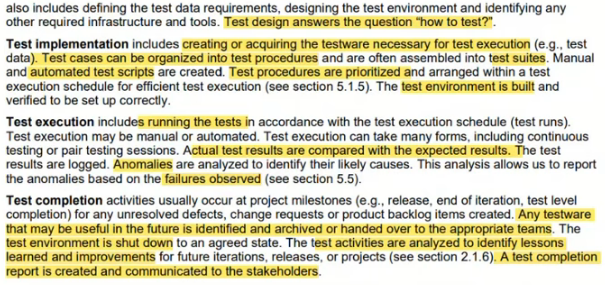 also includes defining the test data requirements, designing the test environment and identifying any
other required infrastructure and tools. Test design answers the question “how to test?”.
Test implementation includes creating or acquiring the testware necessary for test execution (e.g., test
data). Test cases can be organized into test procedures and are often assembled into test suites. Manual
and automated test scripts are created. Test procedures are prioritized and arranged within a test
execution schedule for efficient test execution (see section 5.1.5). The test environment is built and
verified to be set up correctly.
Test execution includes running the tests in accordance with the test execution schedule (test runs).
Test execution may be manual or automated. Test execution can take many forms, including continuous
testing or pair testing sessions. Actual test results are compared with the expected results. The test
results are logged. Anomalies are analyzed to identify their likely causes. This analysis allows us to report
the anomalies based on the failures observed (see section 5.5).
Test completion activities usually occur at project milestones (e.g., release, end of iteration, test level
completion) for any unresolved defects, change requests or product backlog items created. Any testware
that may be useful in the future is identified and archived or handed over to the appropriate teams. The
test environment is shut down to an agreed state. The test activities are analyzed to identify lessons
learned and improvements for future iterations, releases, or projects (see section 2.1.6). A test completion
report is created and communicated to the stakeholders.